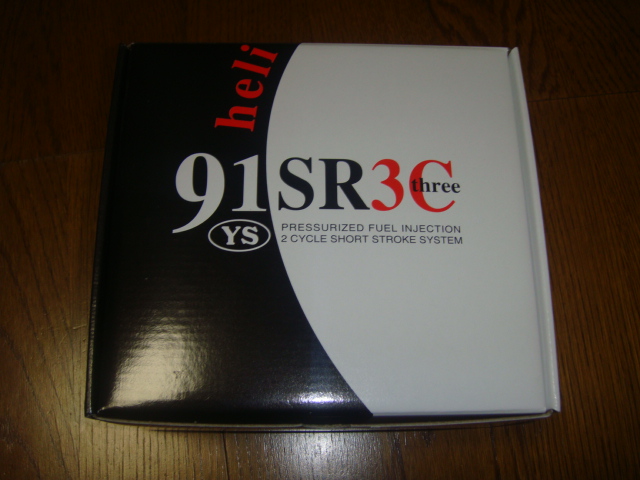 heli
91SR3C
three
YS
PRESSURIZED FUEL INJECTION
2 CYCLE SHORT STROKE SYSTEM